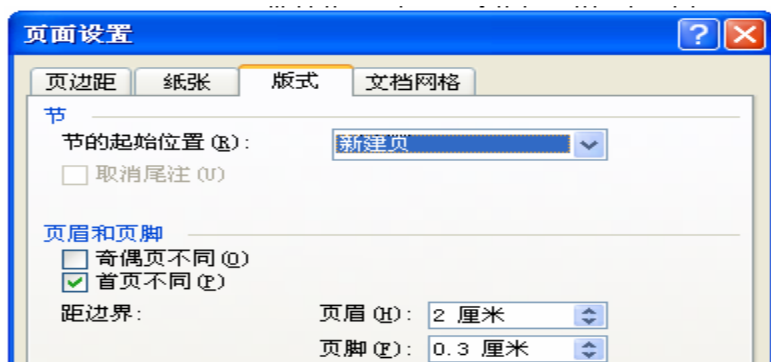 页面设置
页边距 纸张 版式 文档网格
节
节的起始位置(R): 新建页
取消尾注(U)
页眉和页脚
奇偶页不同(O)
首页不同(P)
距边界: 页眉(H): 2 厘米
页脚(F): 0.3 厘米